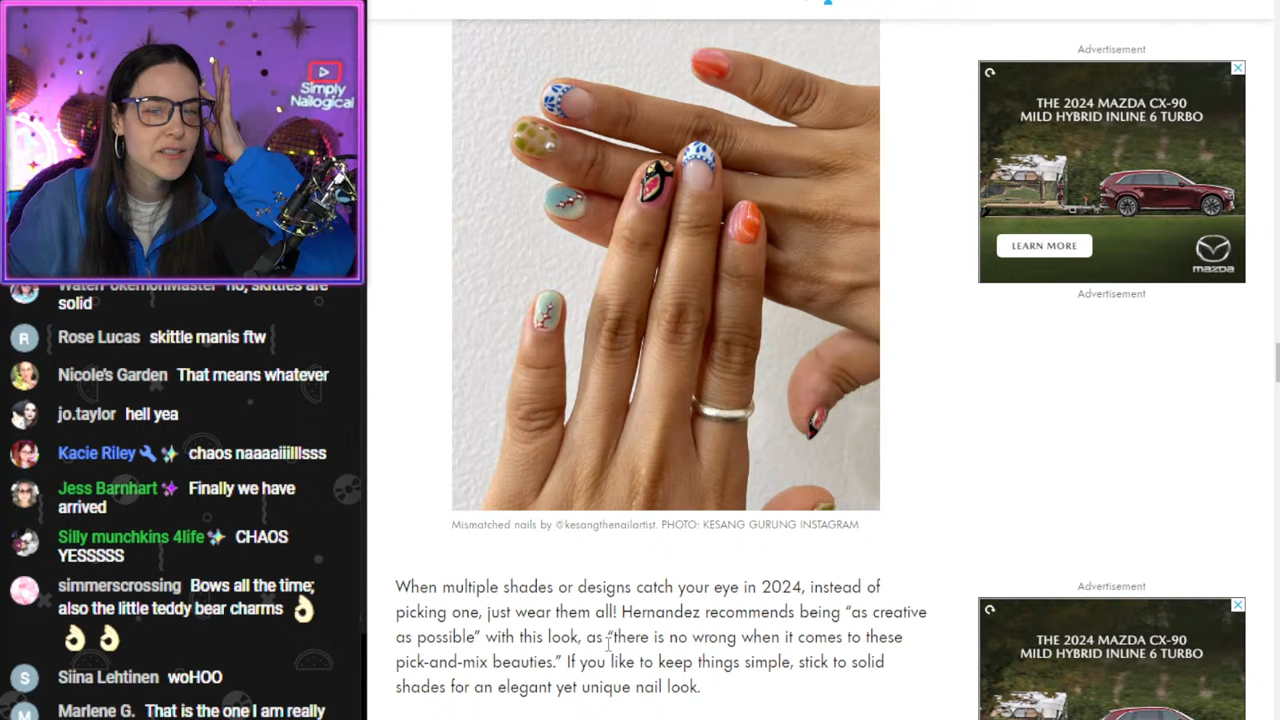 Simply
Nailogical
WaterPokemonMaster no, skittles are
solid
R
Rose Lucas skittle manis ftw
Nicole's Garden That means whatever
jo.taylor hell yea
Kacie Riley chaos naaaaiiillllsss
Jess Barnhart Finally we have
arrived
Silly munchkins 4life CHAOS
YESSSSS
simmerscrossing Bows all the time;
also the little teddy bear charms
S
Siina Lehtinen woHOO
M
Marlene G. That is the one I am really
Mismatched nails by @kesangthenailartist. PHOTO: KESANG GURUNG INSTAGRAM
When multiple shades or designs catch your eye in 2024, instead of
picking one, just wear them all! Hernandez recommends being “as creative
as possible” with this look, as “there is no wrong when it comes to these
pick-and-mix beauties.” If you like to keep things simple, stick to solid
shades for an elegant yet unique nail look.
Advertisement
THE 2024 MAZDA CX-90
MILD HYBRID INLINE 6 TURBO
LEARN MORE
mazda
Advertisement
Advertisement
THE 2024 MAZDA CX-90
MILD HYBRID INLINE 6 TURBO